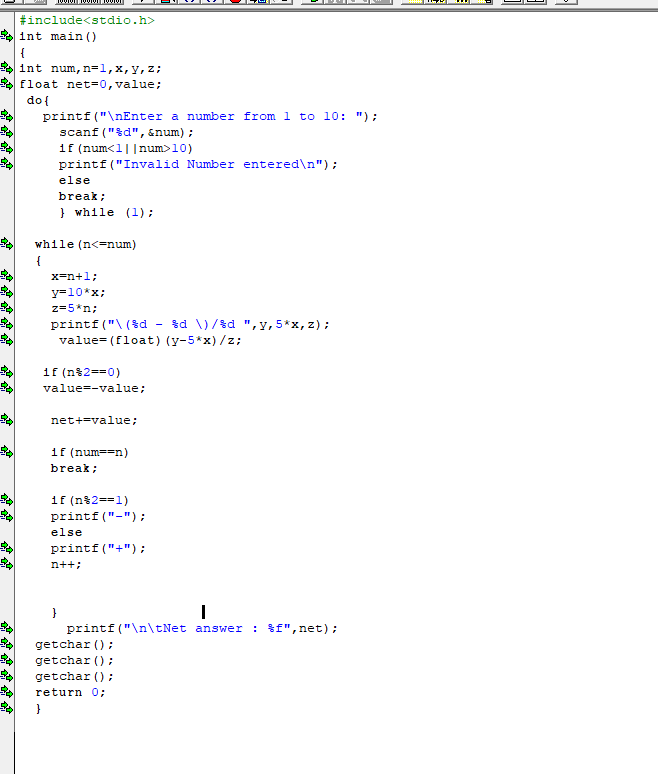 #include<stdio.h>
int main()
{
int num,n=1,x,y,z;
float net=0,value;
do{
printf("\nEnter a number from 1 to 10: ");
scanf("%d",&num);
if(num<1||num>10)
printf("Invalid Number entered\n");
else
break;
} while (1);
while(n<=num)
{
x=n+1;
y=10*x;
z=5*n;
printf("\(%d - %d \)/%d ",y,5*x,z);
value=(float)(y-5*x)/z;
if(n%2==0)
value=-value;
net+=value;
if(num==n)
break;
if(n%2==1)
printf("-");
else
printf("+");
n++;
}
printf("\n\tNet answer : %f",net);
getchar();
getchar();
getchar();
return 0;
}